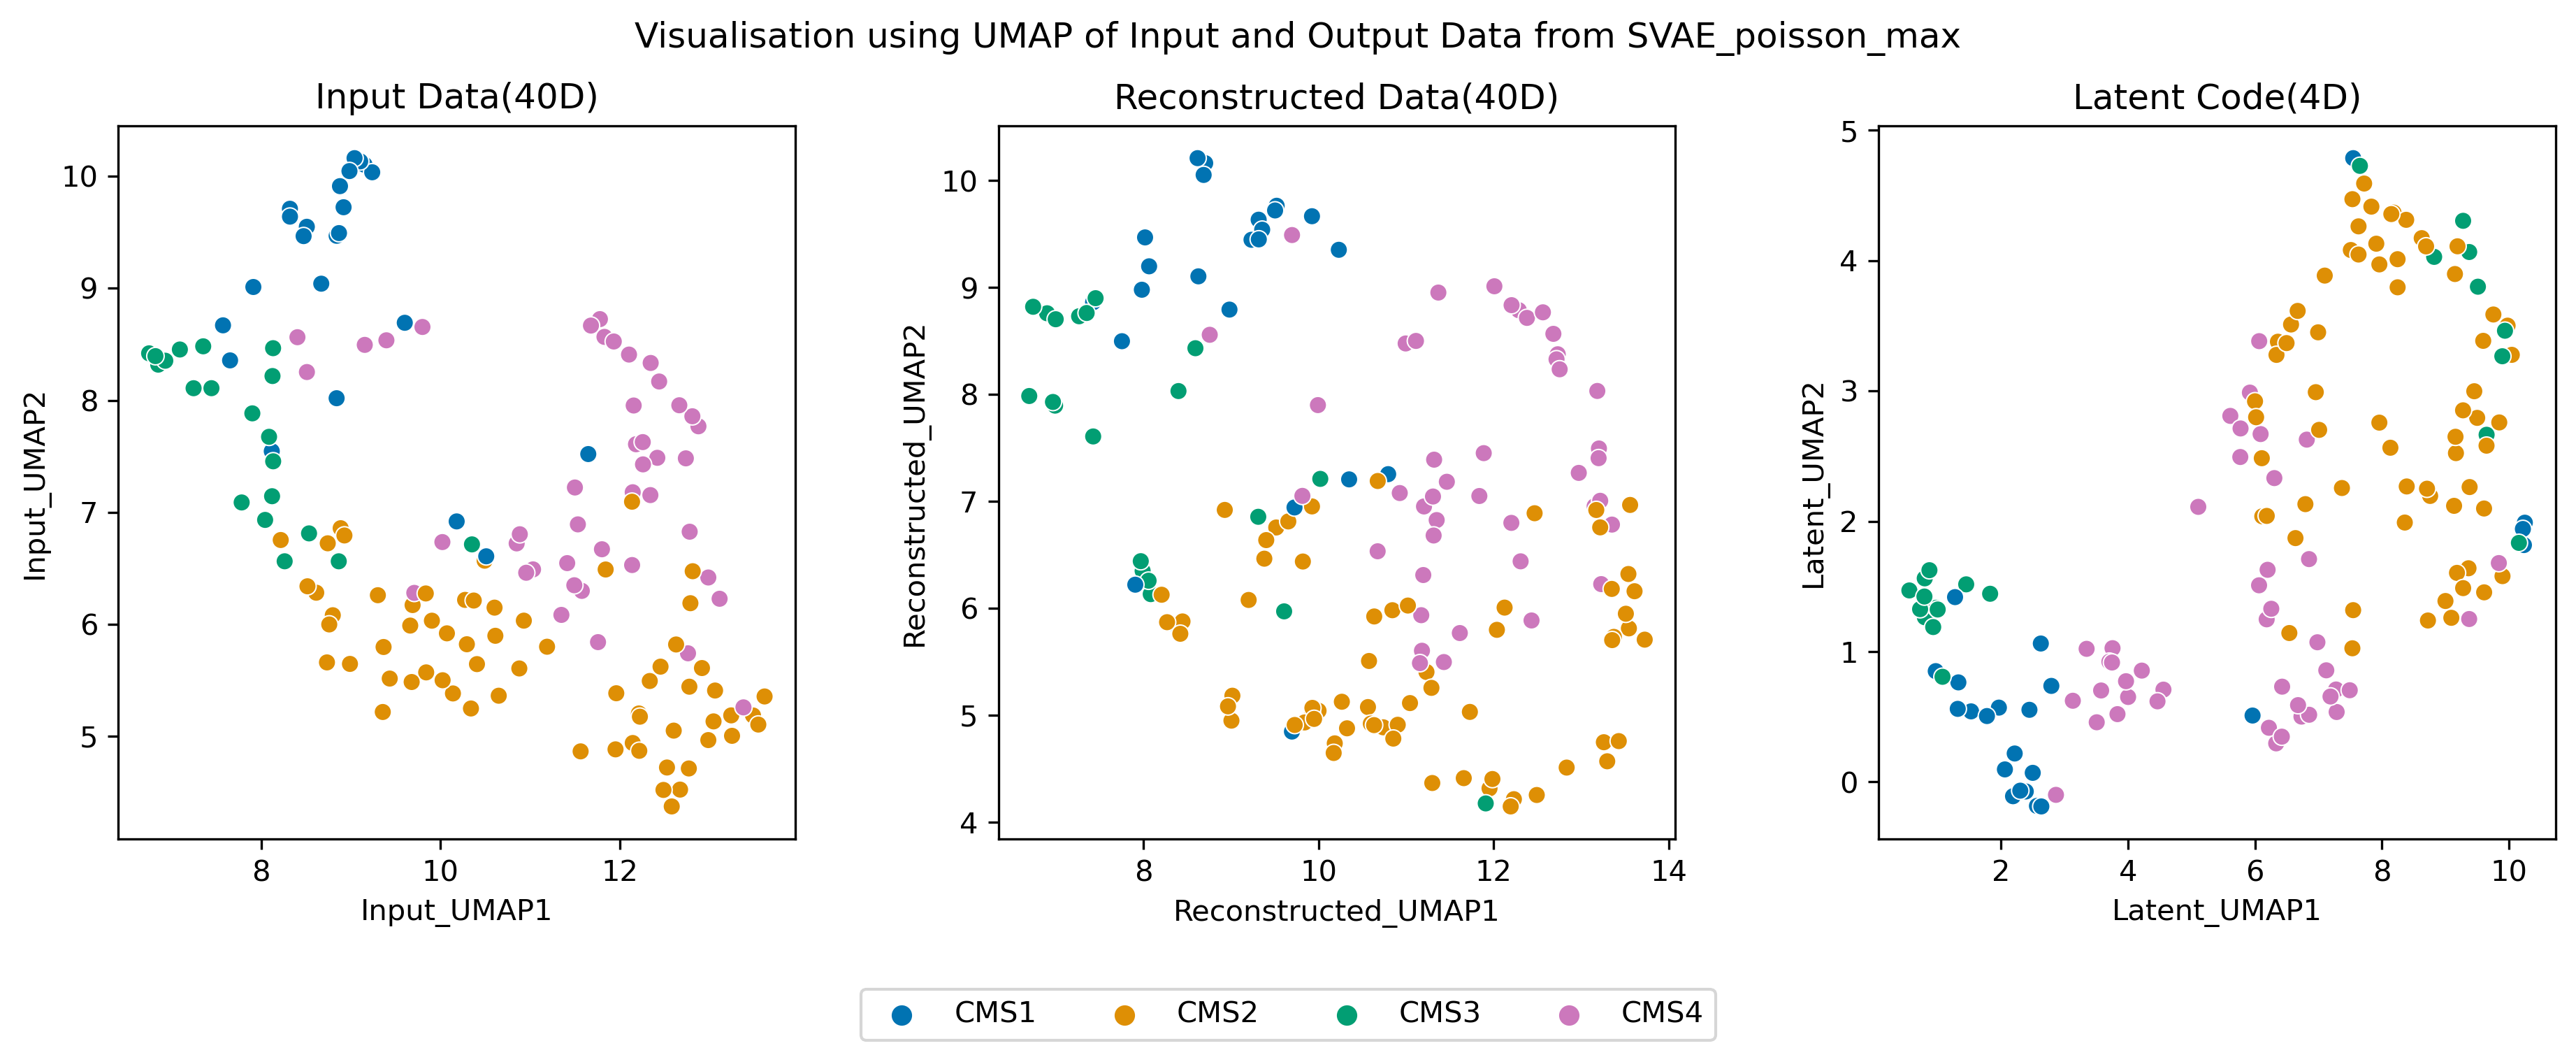 Visualisation using UMAP of Input and Output Data from SVAE_poisson_max
Input Data(40D)
Reconstructed Data(40D)
Latent Code(4D)
Input_UMAP2
10
9
8
7
6
5
8 10 12
Input_UMAP1
Reconstructed_UMAP2
10
9
8
7
6
5
4
8 10 12 14
Reconstructed_UMAP1
Latent_UMAP2
5
4
3
2
1
0
2 4 6 8 10
Latent_UMAP1
CMS1 CMS2 CMS3 CMS4